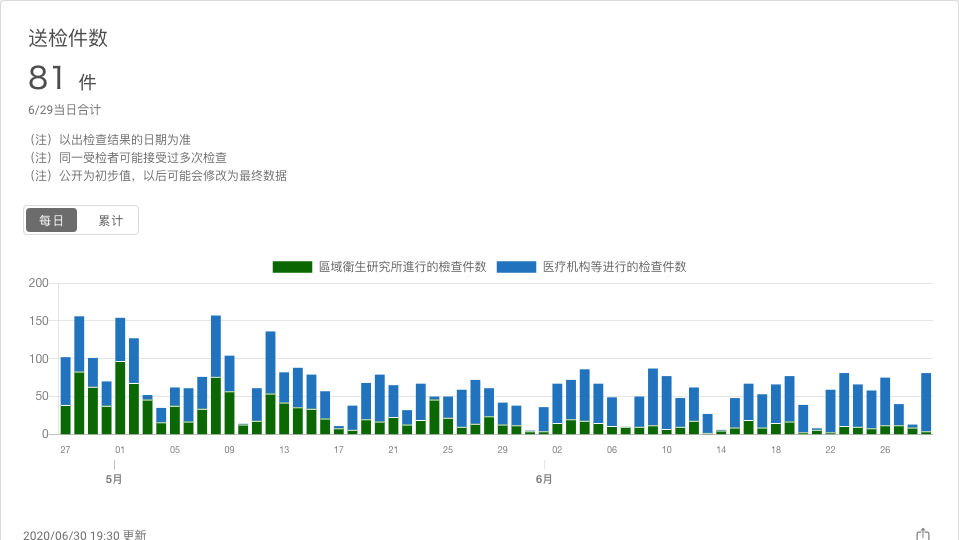 送检件数
81 件
6/29当日合计
（注）以出检查结果的日期为准
（注）同一受检者可能接受过多次检查
（注）公开为初步值，以后可能会修改为最终数据
每日 累计
區域衛生研究所進行的檢查件数 医疗机构等进行的检查件数
200
150
100
50
0
27 01 05 09 13 17 21 25 29 02 06 10 14 18 22 26
5月 6月
2020/06/30 19:30 更新